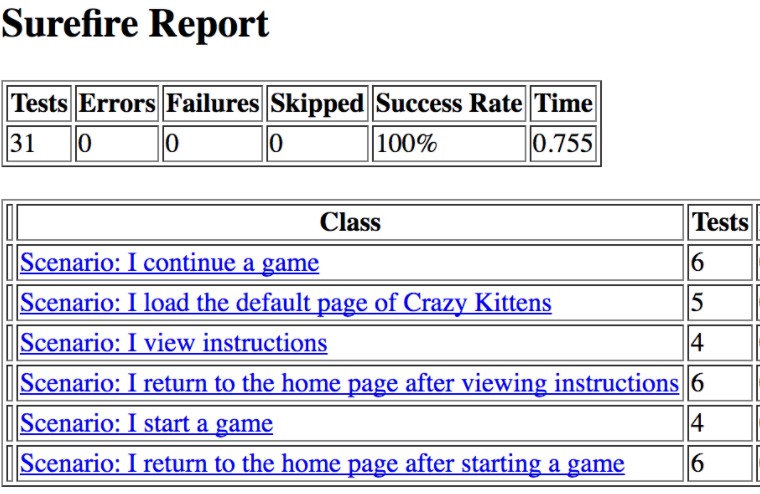 Surefire Report
Tests Errors Failures Skipped Success Rate Time
31 0 0 0 100% 0.755
Class Tests
Scenario: I continue a game 6
Scenario: I load the default page of Crazy Kittens 5
Scenario: I view instructions 4
Scenario: I return to the home page after viewing instructions 6
Scenario: I start a game 4
Scenario: I return to the home page after starting a game 6